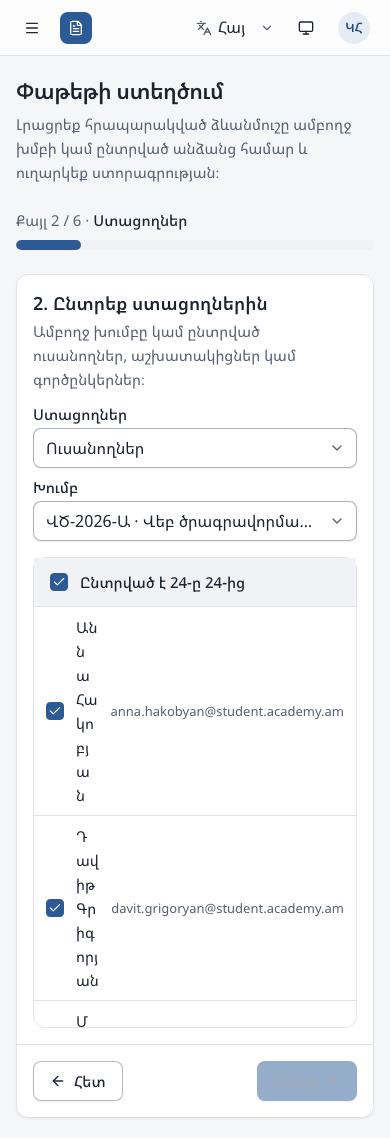 Հայ
ԿՀ
Փաթեթի ստեղծում
Լրացրեք հրապարակված ձևանմուշը ամբողջ
խմբի կամ ընտրված անձանց համար և
ուղարկեք ստորագրության։
Քայլ 2 / 6 · Ստացողներ
2. Ընտրեք ստացողներին
Ամբողջ խումբը կամ ընտրված
ուսանողներ, աշխատակիցներ կամ
գործընկերներ։
Ստացողներ
Ուսանողներ
Խումբ
ՎԾ-2026-Ա · Վեբ ծրագրավորմա...
Ընտրված է 24-ը 24-ից
Ան
ն
ա
Հա
կո
բյ
ա
ն
anna.hakobyan@student.academy.am
Դ
ավ
իթ
Գր
իգ
որյ
ան
davit.grigoryan@student.academy.am
Մ
Հետ